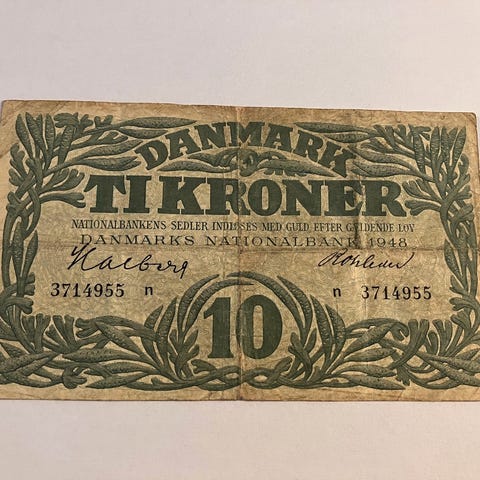 DANMARK
TI KRONER
NATIONALBANKENS SEDLER INDLØSES MED GULD EFTER GÆLDENDE LOV
DANMARKS NATIONALBANK 1948
3714955 n n 3714955
10